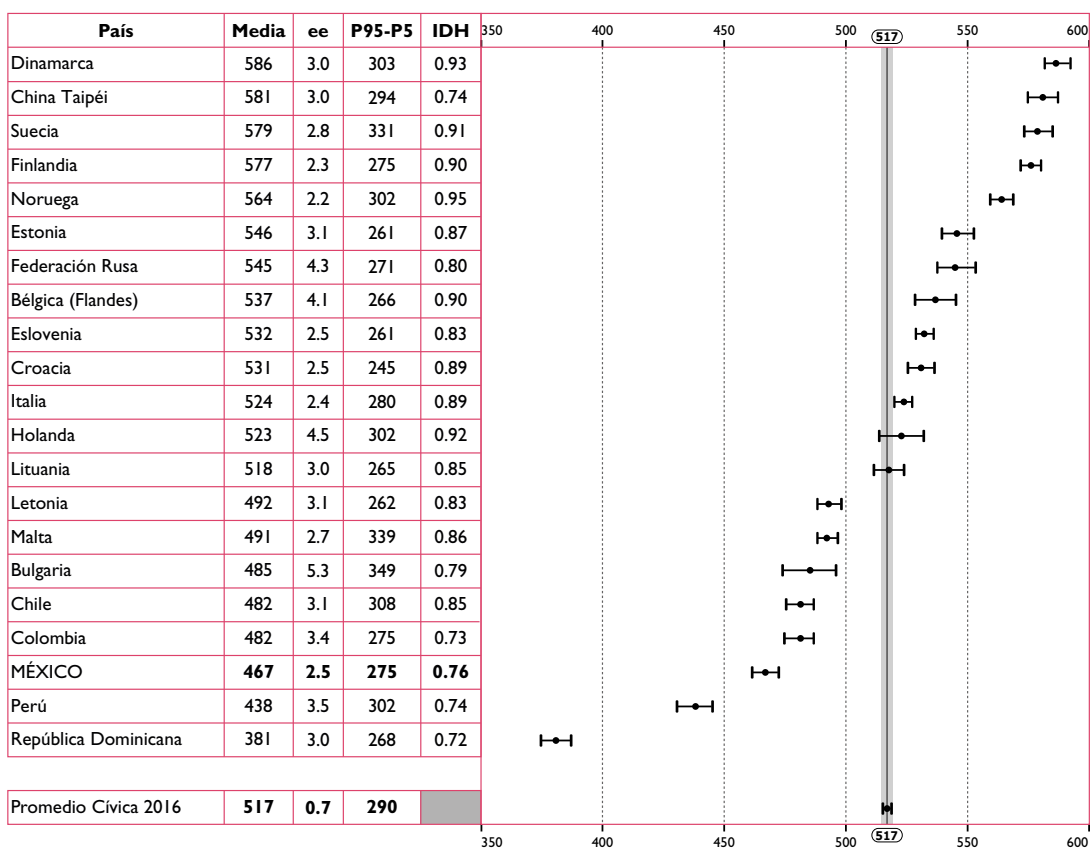 País Media ee P95-P5 IDH 350 400 450 500 517 550 600
Dinamarca 586 3.0 303 0.93
China Taipéi 581 3.0 294 0.74
Suecia 579 2.8 331 0.91
Finlandia 577 2.3 275 0.90
Noruega 564 2.2 302 0.95
Estonia 546 3.1 261 0.87
Federación Rusa 545 4.3 271 0.80
Bélgica (Flandes) 537 4.1 266 0.90
Eslovenia 532 2.5 261 0.83
Croacia 531 2.5 245 0.89
Italia 524 2.4 280 0.89
Holanda 523 4.5 302 0.92
Lituania 518 3.0 265 0.85
Letonia 492 3.1 262 0.83
Malta 491 2.7 339 0.86
Bulgaria 485 5.3 349 0.79
Chile 482 3.1 308 0.85
Colombia 482 3.4 275 0.73
MÉXICO 467 2.5 275 0.76
Perú 438 3.5 302 0.74
República Dominicana 381 3.0 268 0.72
Promedio Cívica 2016 517 0.7 290
350 400 450 500 517 550 600